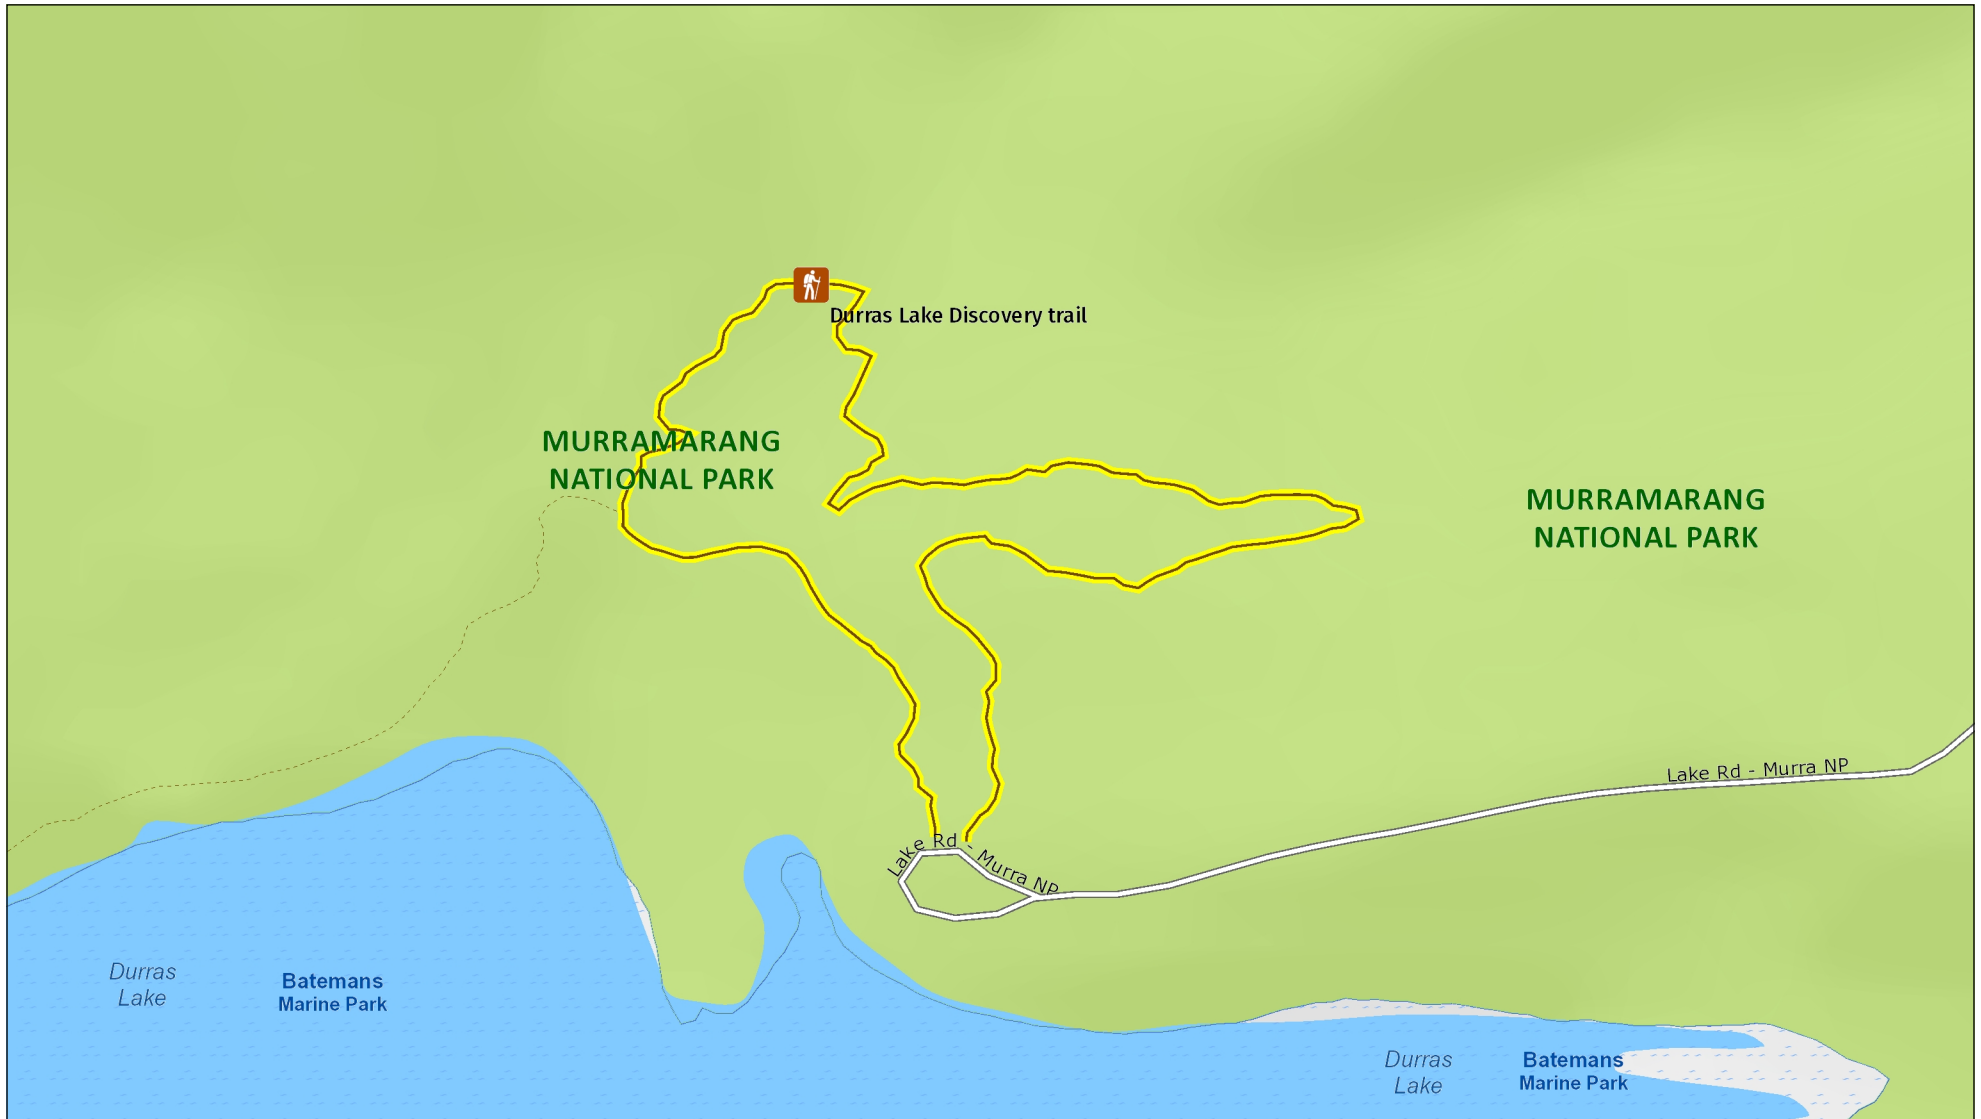 Durras Lake Discovery trail
MURRAMARANG
NATIONAL PARK
MURRAMARANG
NATIONAL PARK
Lake Rd - Murra NP
Lake Rd - Murra NP
Durras
Lake
Batemans
Marine Park
Durras
Lake
Batemans
Marine Park